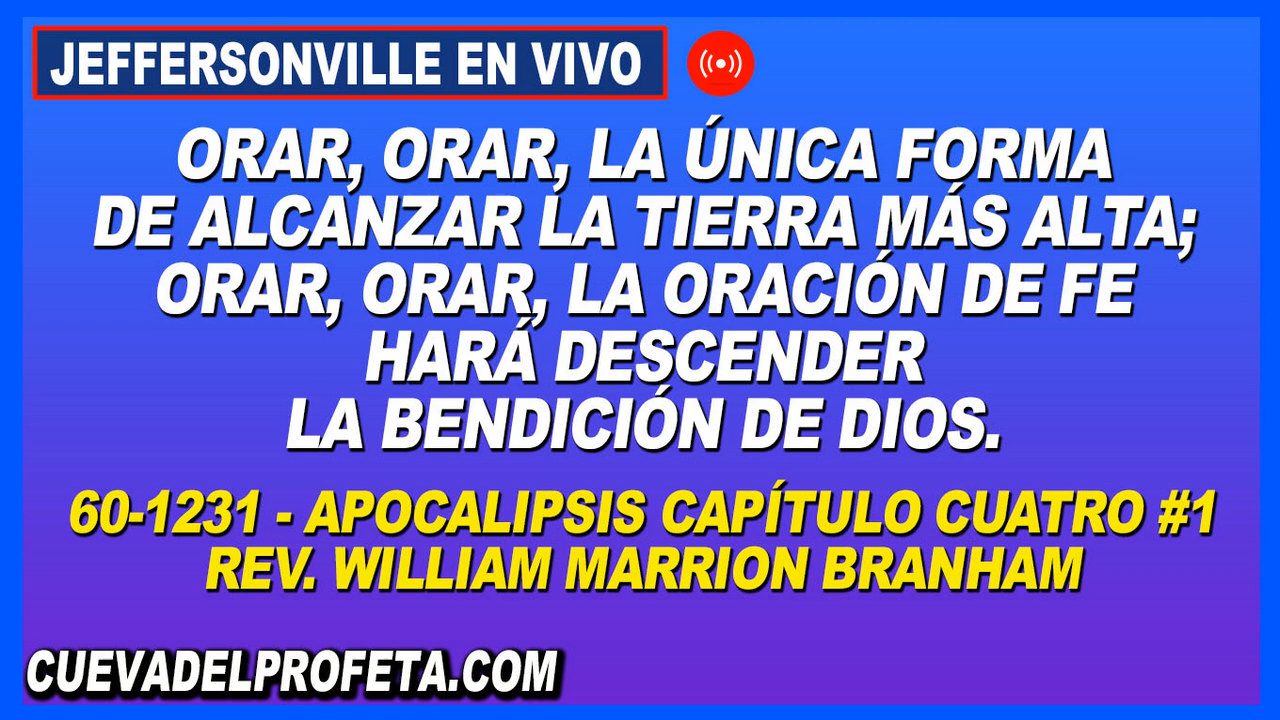 JEFFERSONVILLE EN VIVO
ORAR, ORAR, LA ÚNICA FORMA
DE ALCANZAR LA TIERRA MÁS ALTA;
ORAR, ORAR, LA ORACIÓN DE FE
HARÁ DESCENDER
LA BENDICIÓN DE DIOS.
60-1231 - APOCALIPSIS CAPÍTULO CUATRO #1
REV. WILLIAM MARRION BRANHAM
CUEVADELPROFETA.COM